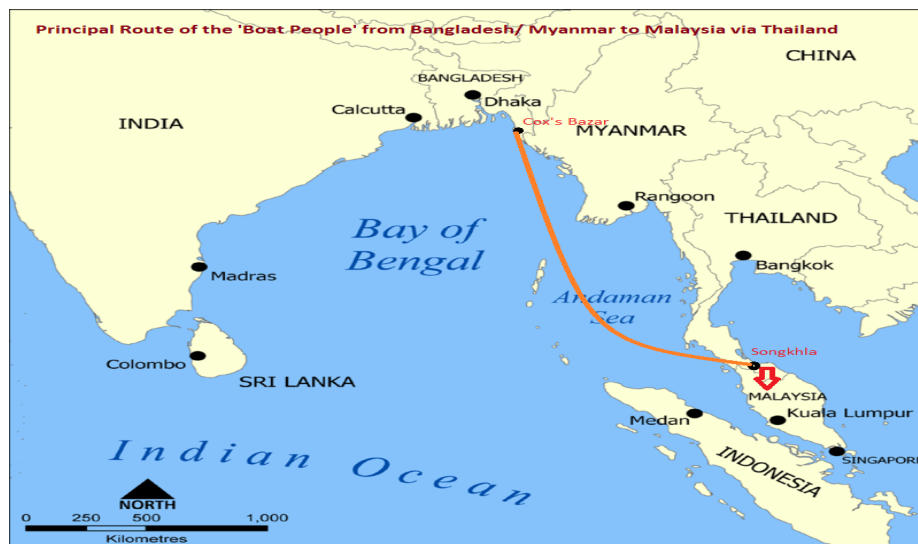 Principal Route of the 'Boat People' from Bangladesh/ Myanmar to Malaysia via Thailand
CHINA
BANGLADESH
Dhaka
Calcutta
Cox's Bazar
INDIA
MYANMAR
Rangoon
THAILAND
Bay of
Bengal
Madras
Bangkok
Andaman
Sea
Songkhla
Colombo
SRI LANKA
MALAYSIA
Medan
Kuala Lumpur
Indian Ocean
INDONESIA
SINGAPORE
NORTH
0 250 500 1,000
Kilometres